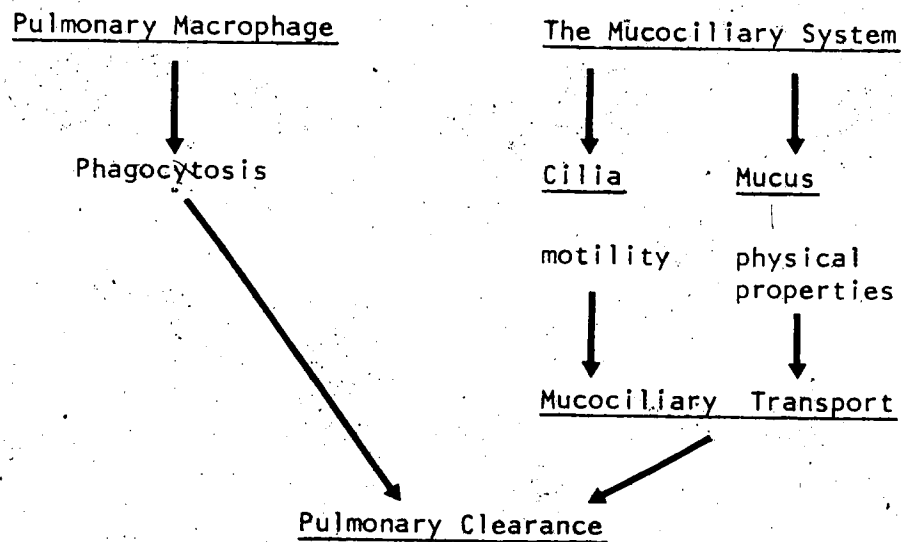 Pulmonary Macrophage
The Mucociliary System
Phagocytosis
Cilia
Mucus
motility
physical
properties
Mucociliary Transport
Pulmonary Clearance